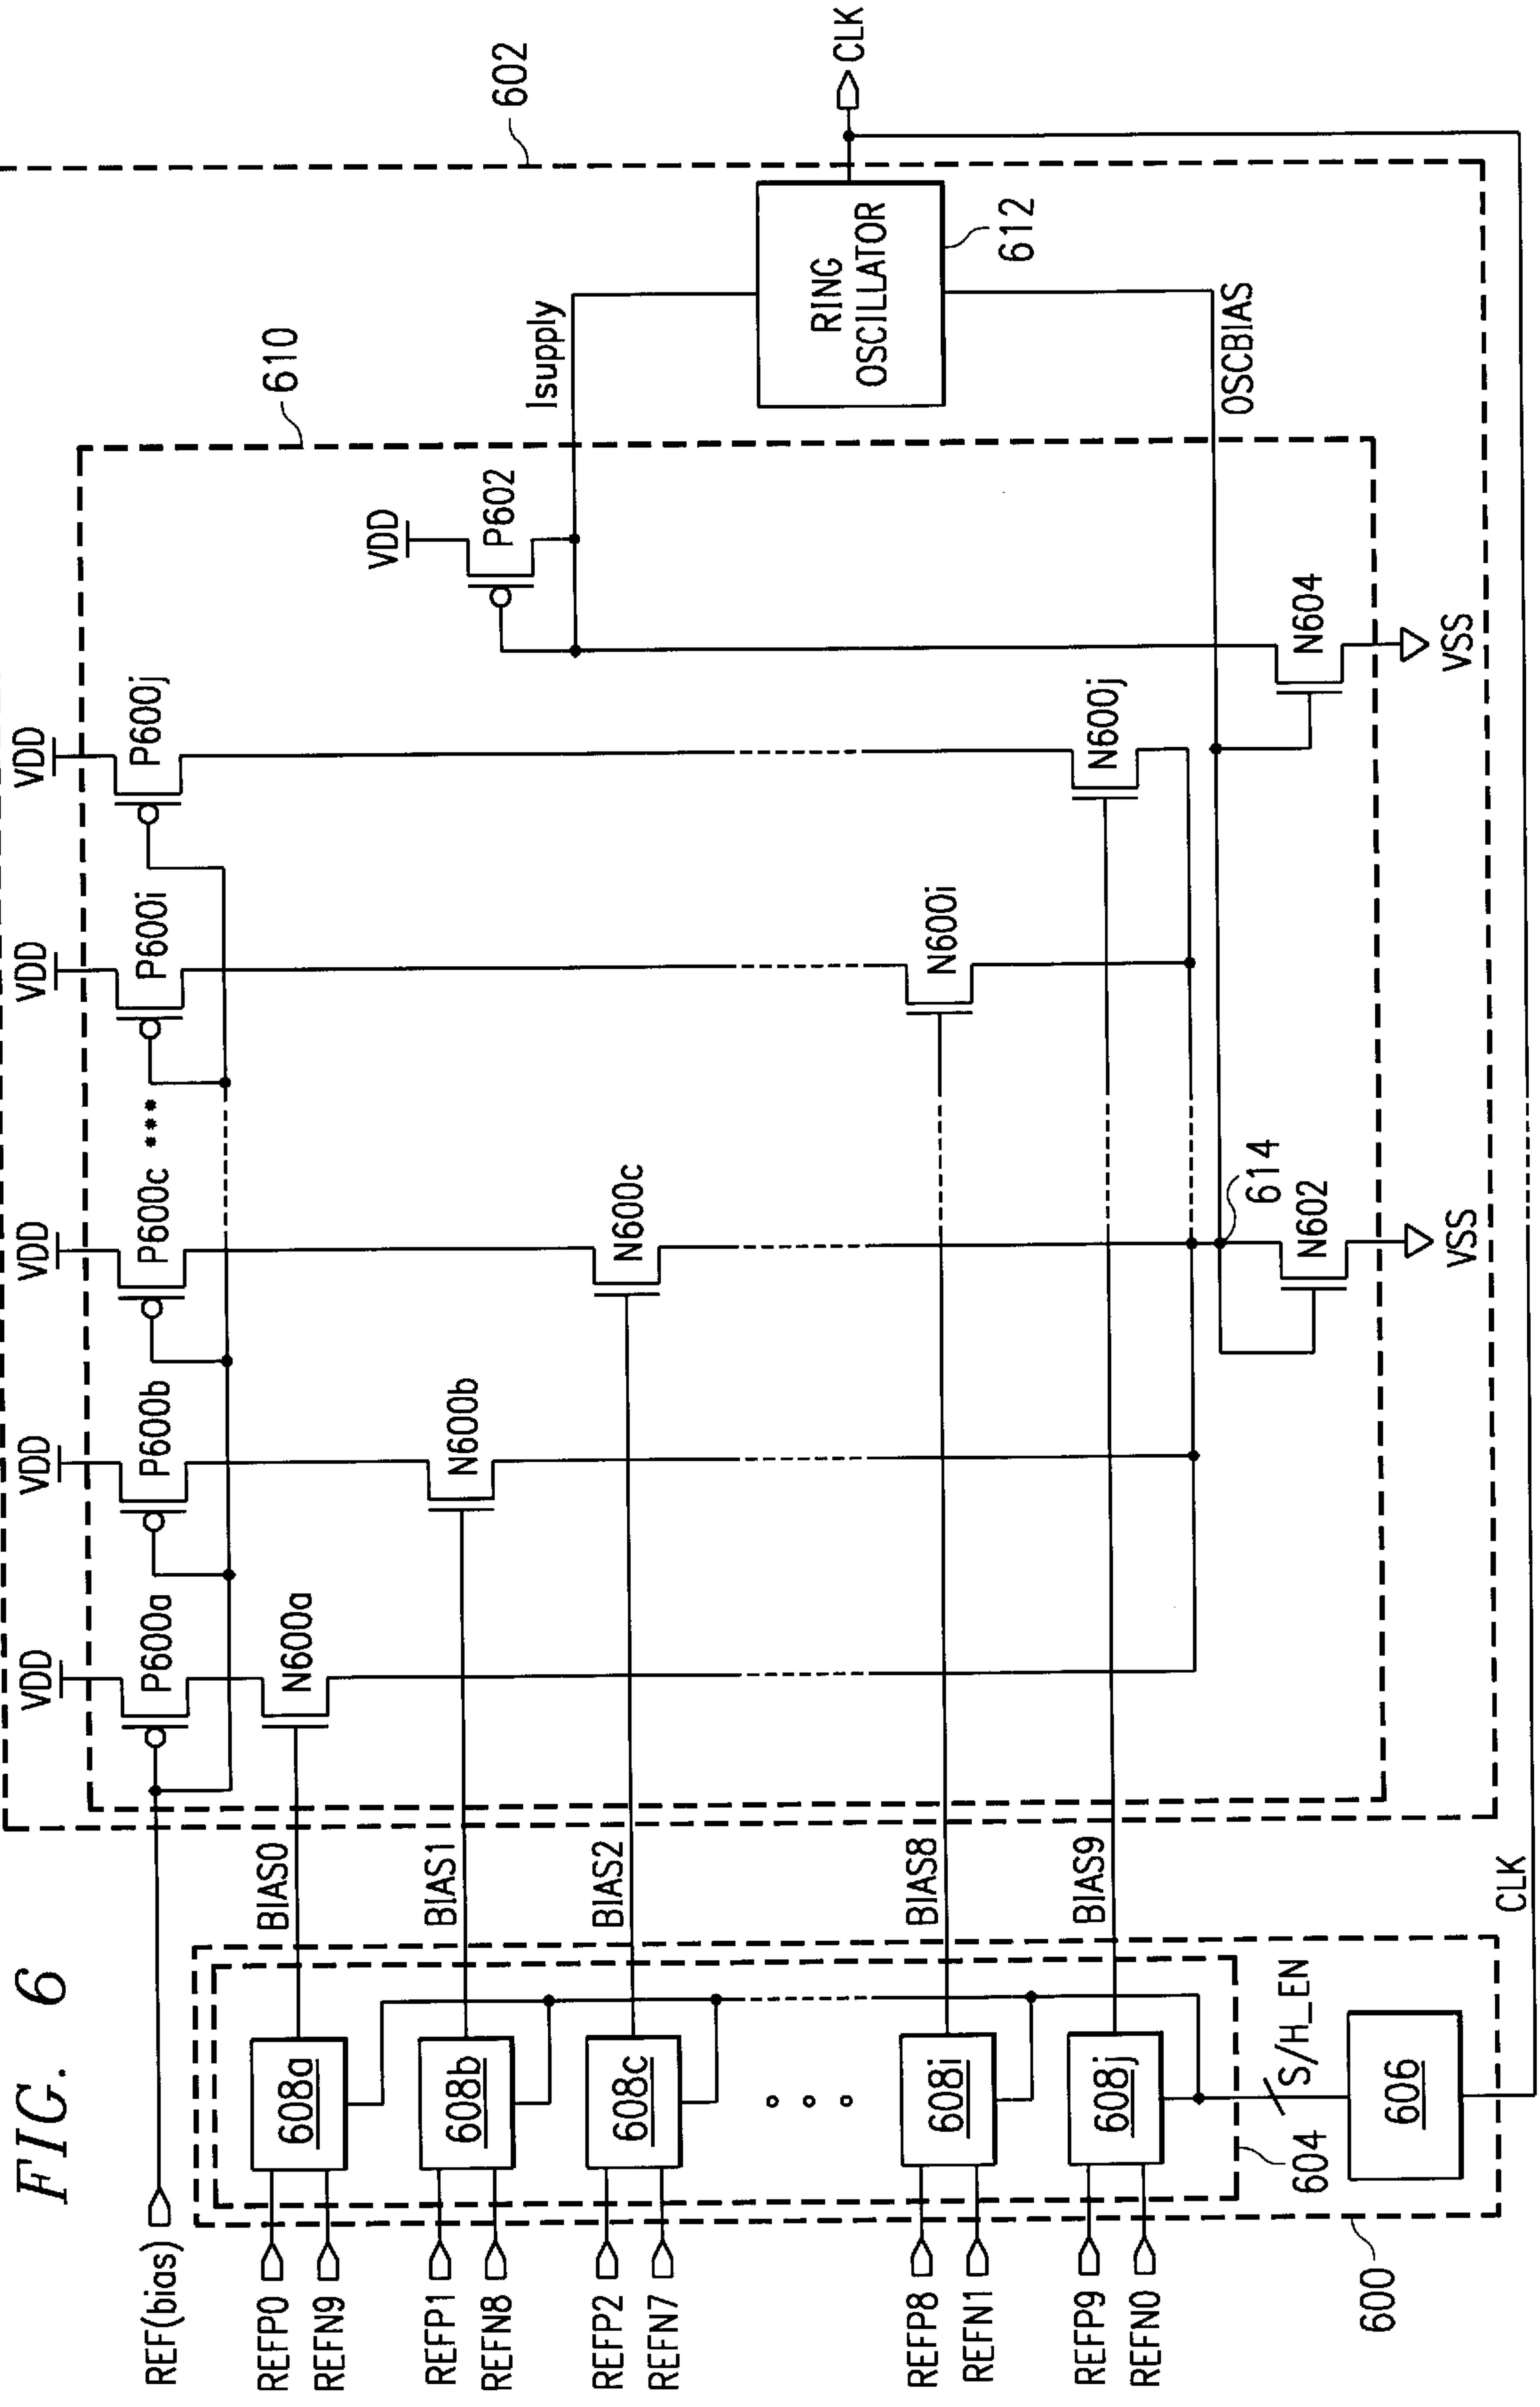 FIG. 6
VDD
VDD
VDD
VDD
VDD
REF(bias)
P600a
P600b
P600c
***
P600i
P600j
610
602
REFP0
REFN9
608a
BIAS0
N600a
VDD
P602
Isupply
REFP1
REFN8
608b
BIAS1
N600b
REFP2
REFN7
608c
BIAS2
N600c
RING
OSCILLATOR
CLK
612
REFP8
REFN1
608i
BIAS8
N600i
REFP9
REFN0
608j
BIAS9
N600j
614
OSCBIAS
604
S/H_EN
N602
N604
VSS
VSS
606
600
CLK